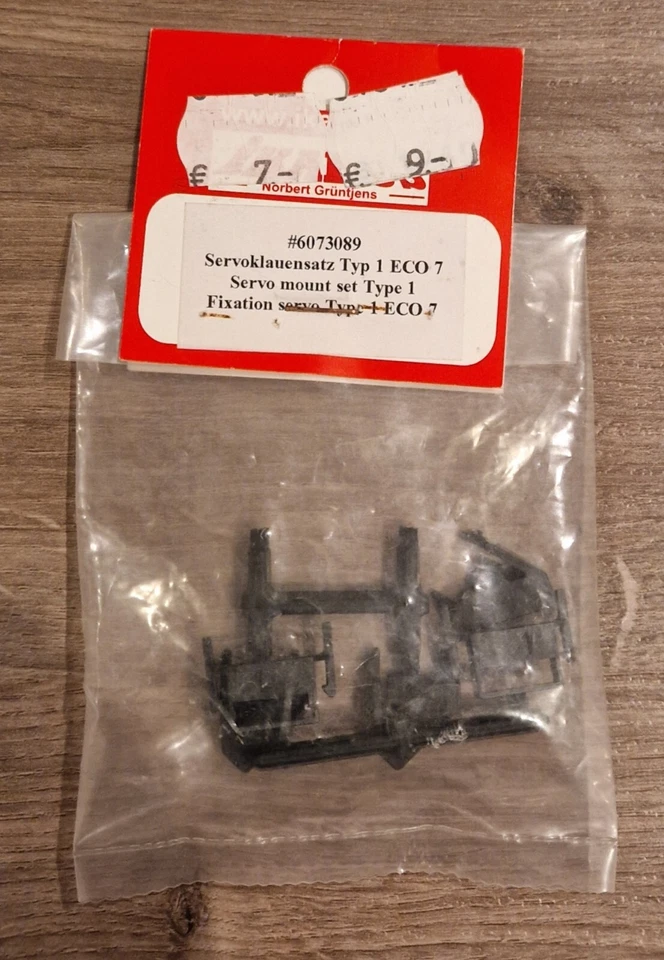 € 7- € 9-
Norbert Grüntjens
#6073089
Servoklauensatz Typ 1 ECO 7
Servo mount set Type 1
Fixation servo Type 1 ECO 7